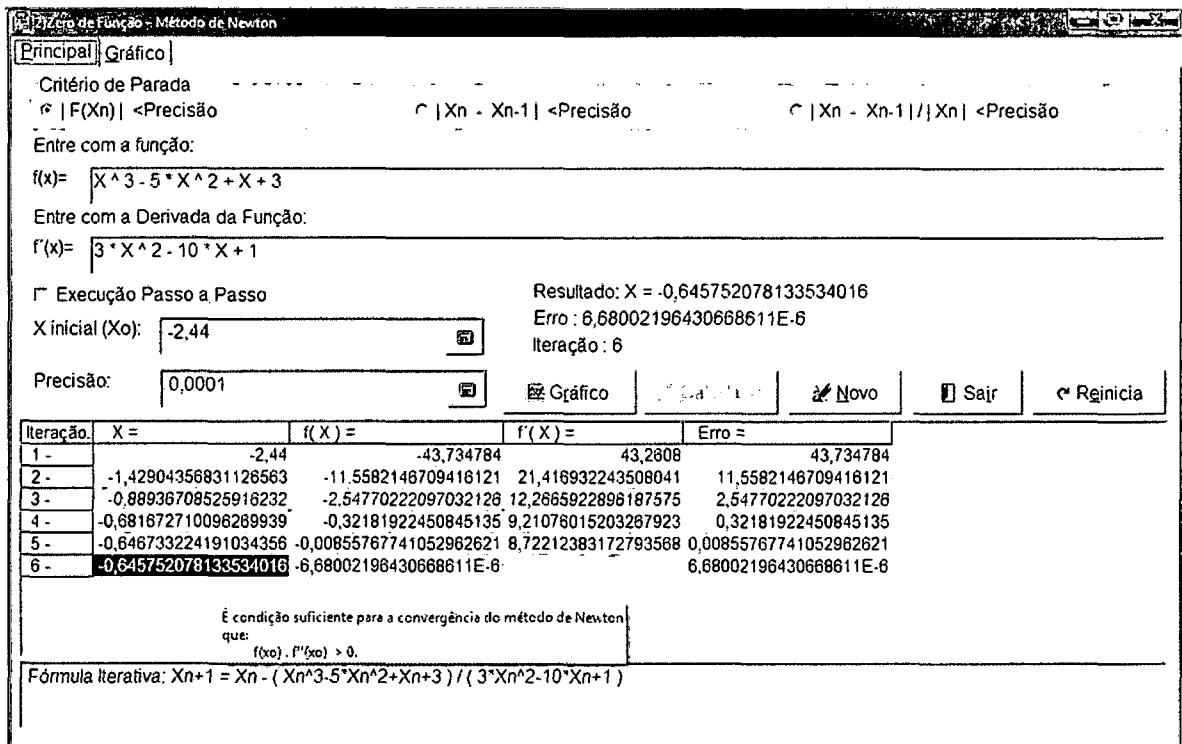 2)Zero de Função - Método de Newton
Principal Gráfico
Critério de Parada
|F(Xn)| <Precisão |Xn - Xn-1| <Precisão |Xn - Xn-1|/|Xn| <Precisão
Entre com a função:
f(x)= X^3-5*X^2+X+3
Entre com a Derivada da Função:
f'(x)= 3*X^2-10*X+1
Execução Passo a Passo
Resultado: X = -0,645752078133534016
Erro : 6,68002196430668611E-6
X inicial (Xo): -2,44
Iteração : 6
Precisão: 0,0001
Gráfico Novo Sair Reinicia
Iteração. X = f( X ) = f'( X ) = Erro =
1 - -2,44 -43,734784 43,2608 43,734784
2 - -1,429043568311265​63 -11,5582146709416121 21,416932243508041 11,5582146709416121
3 - -0,88936708525916232 -2,54770222097032126 12,2665922896187575 2,54770222097032126
4 - -0,681672710096269939 -0,32181922450845135 9,21076015203267923 0,32181922450845135
5 - -0,646733224191034356 -0,00855767741052962621 8,72212383172793568 0,00855767741052962621
6 - -0,645752078133534016 -6,68002196430668611E-6 6,68002196430668611E-6
É condição suficiente para a convergência do método de Newton
que:
f(xo) . f''(xo) > 0.
Fórmula Iterativa: Xn+1 = Xn - ( Xn^3-5*Xn^2+Xn+3 ) / ( 3*Xn^2-10*Xn+1 )